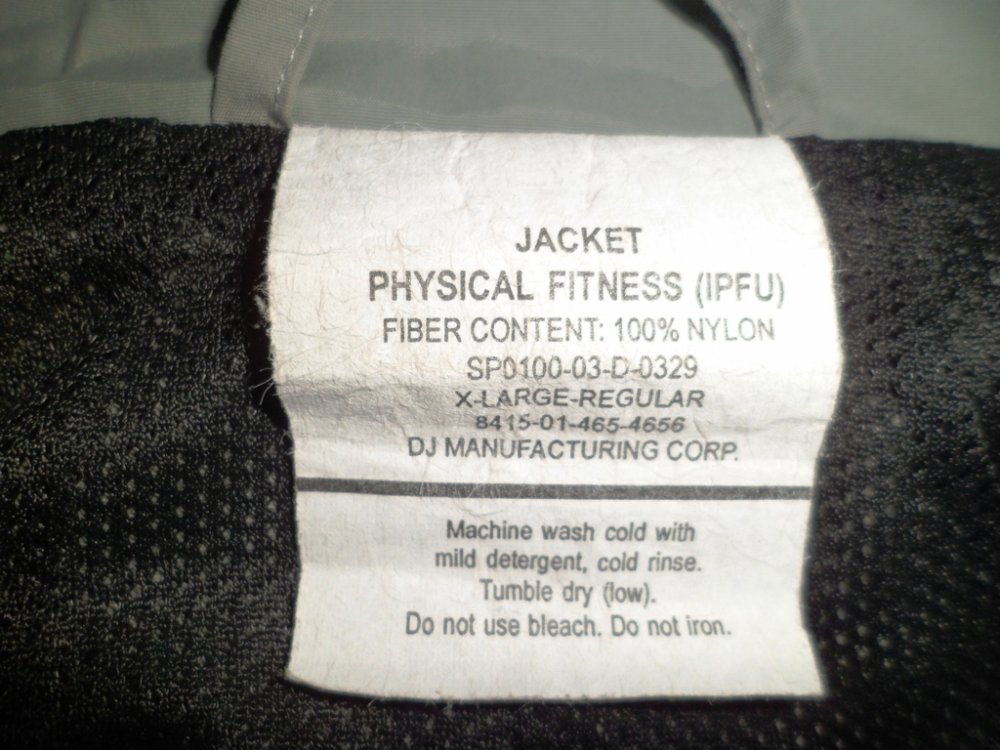 JACKET
PHYSICAL FITNESS (IPFU)
FIBER CONTENT: 100% NYLON
SP0100-03-D-0329
X-LARGE-REGULAR
8415-01-465-4656
DJ MANUFACTURING CORP.
Machine wash cold with
mild detergent, cold rinse.
Tumble dry (low).
Do not use bleach. Do not iron.